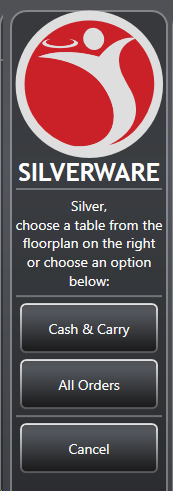 SILVERWARE
Silver,
choose a table from the
floorplan on the right
or choose an option
below:
Cash & Carry
All Orders
Cancel